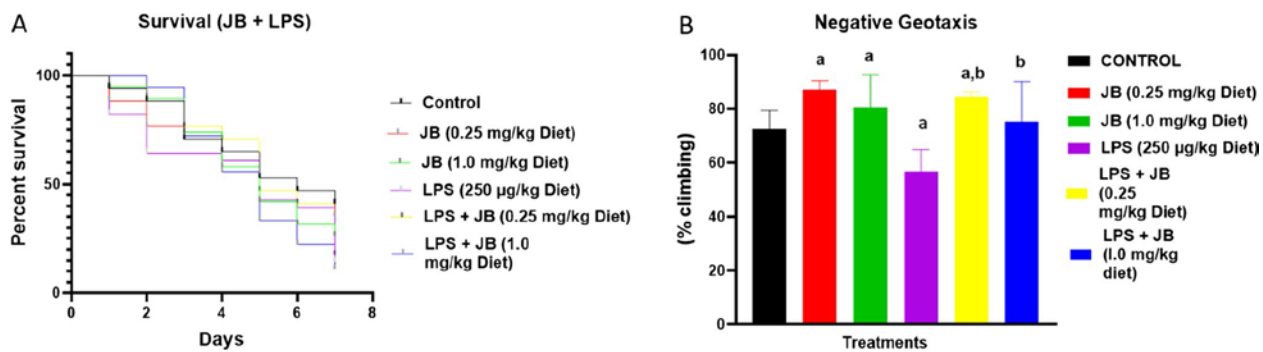 A
Survival (JB + LPS)
Percent survival
100
50
0
0 2 4 6 8
Days
Control
JB (0.25 mg/kg Diet)
JB (1.0 mg/kg Diet)
LPS (250 µg/kg Diet)
LPS + JB (0.25 mg/kg Diet)
LPS + JB (1.0
mg/kg Diet)
B
Negative Geotaxis
(% climbing)
100
80
60
40
20
0
a
a
a
a,b
b
Treatments
CONTROL
JB (0.25 mg/kg Diet)
JB (1.0 mg/kg Diet)
LPS (250 µg/kg Diet)
LPS + JB
(0.25
mg/kg Diet)
LPS + JB
(I.0 mg/kg
diet)